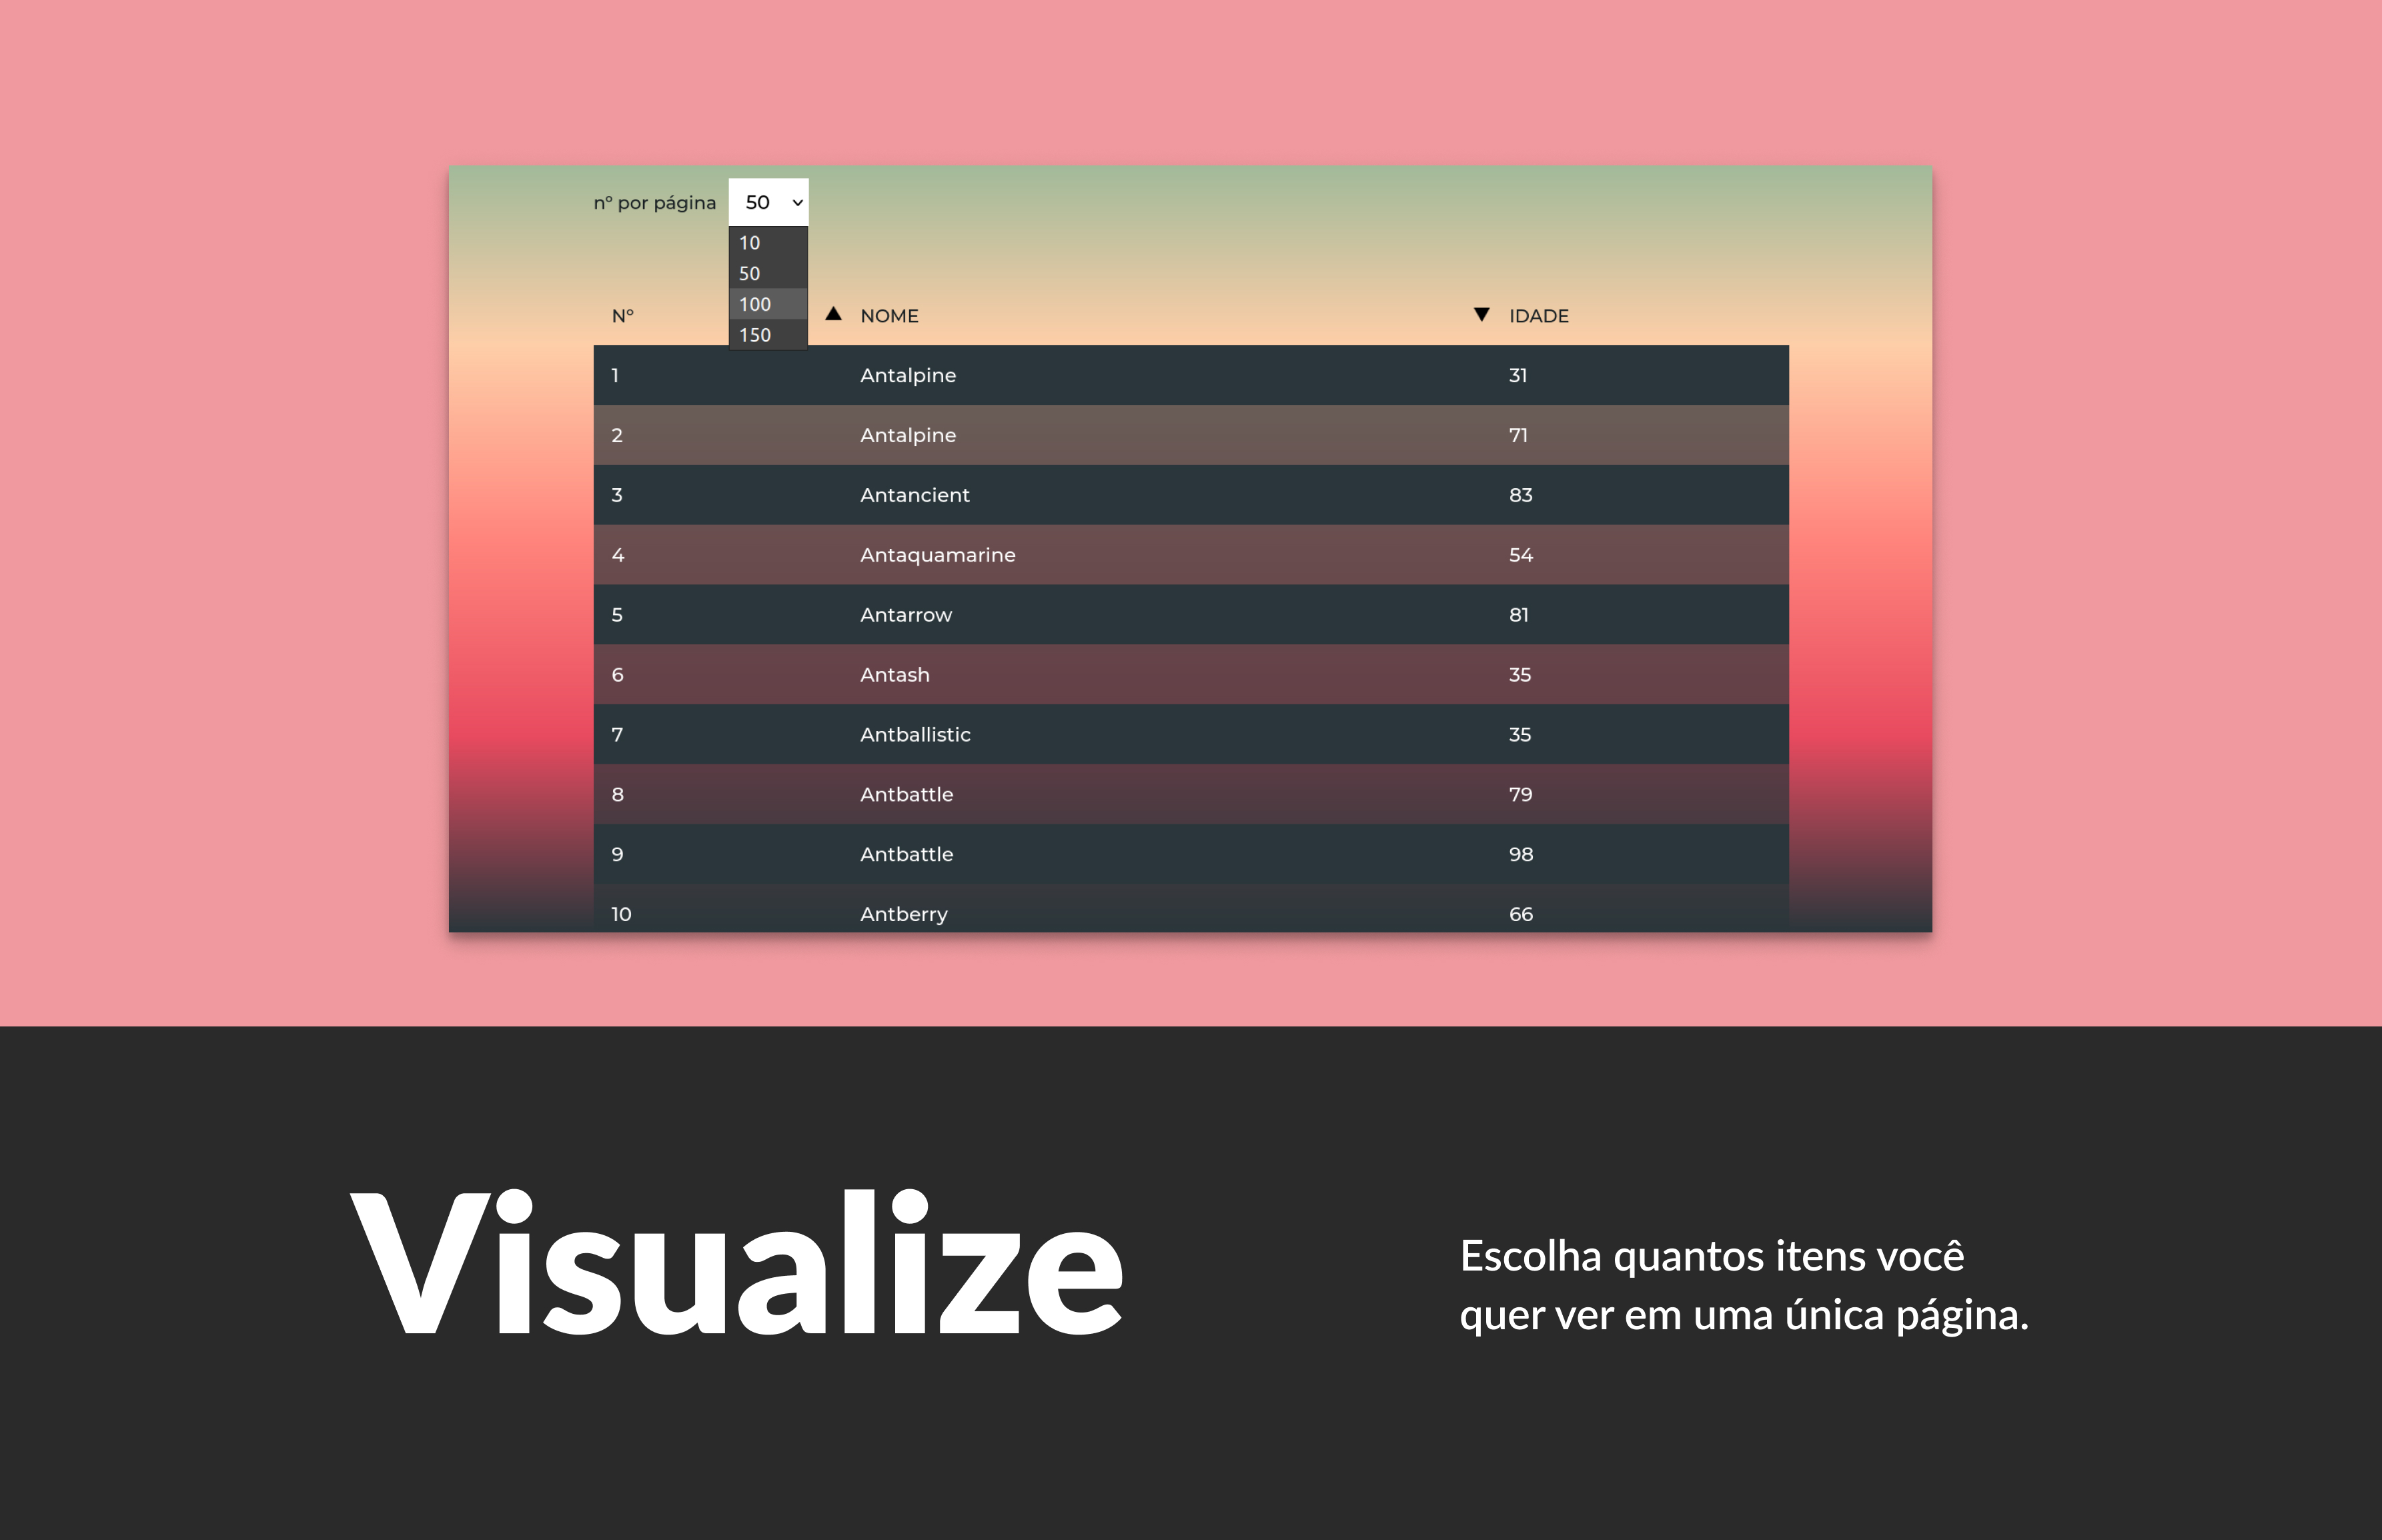 nº por página 50
10
50
100
150
Nº ▲ NOME ▼ IDADE
1 Antalpine 31
2 Antalpine 71
3 Antancient 83
4 Antaquamarine 54
5 Antarrow 81
6 Antash 35
7 Antballistic 35
8 Antbattle 79
9 Antbattle 98
10 Antberry 66
Visualize
Escolha quantos itens você
quer ver em uma única página.